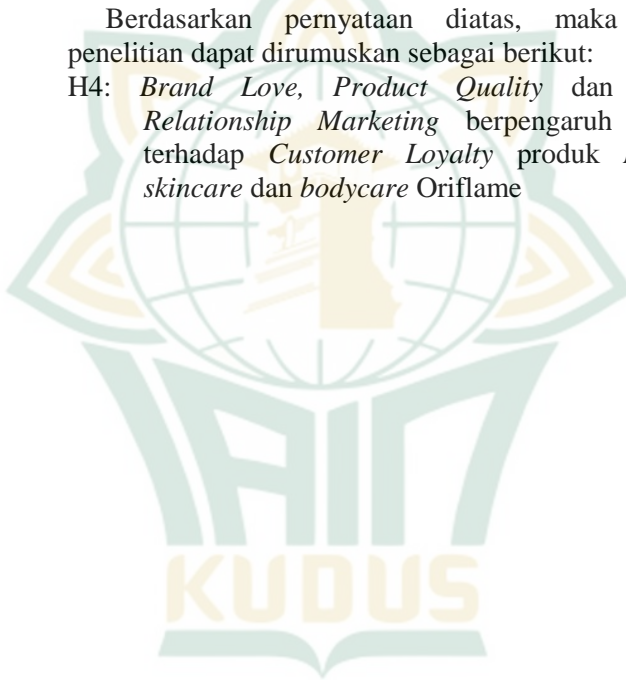 Berdasarkan pernyataan diatas, maka
penelitian dapat dirumuskan sebagai berikut:
H4: Brand Love, Product Quality dan
Relationship Marketing berpengaruh
terhadap Customer Loyalty produk
skincare dan bodycare Oriflame
IAIN
KUDUS